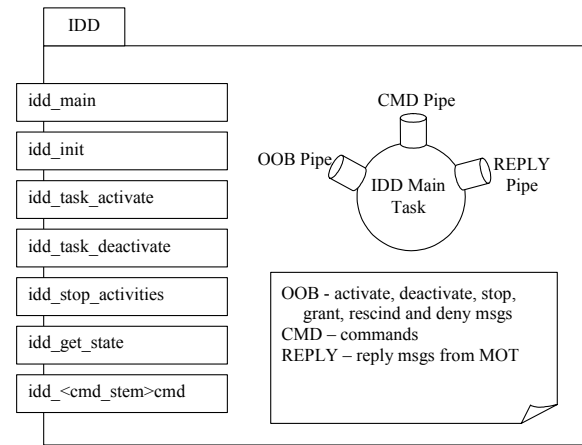 IDD
idd_main
idd_init
idd_task_activate
idd_task_deactivate
idd_stop_activities
idd_get_state
idd_<cmd_stem>cmd
CMD Pipe
OOB Pipe
REPLY
Pipe
IDD Main
Task
OOB - activate, deactivate, stop,
grant, rescind and deny msgs
CMD – commands
REPLY – reply msgs from MOT